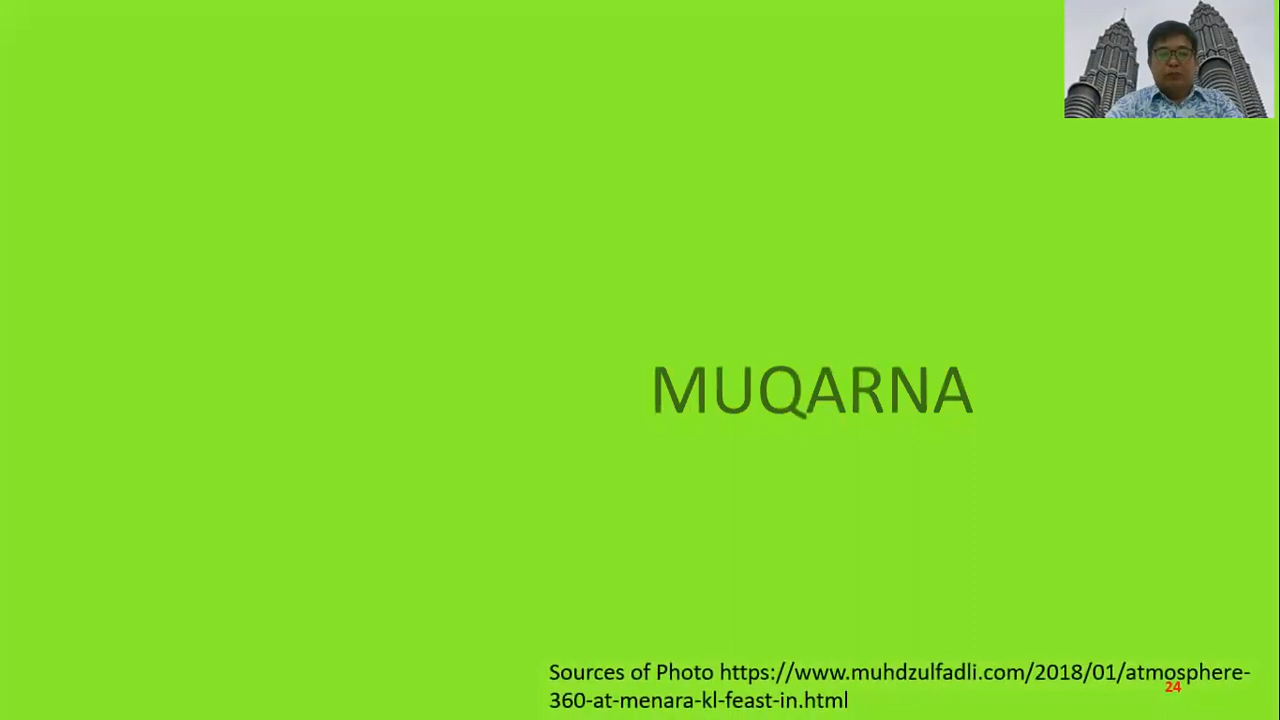 MUQARNA
Sources of Photo https://www.muhdzulfadli.com/2018/01/atmosphere-
360-at-menara-kl-feast-in.html
24